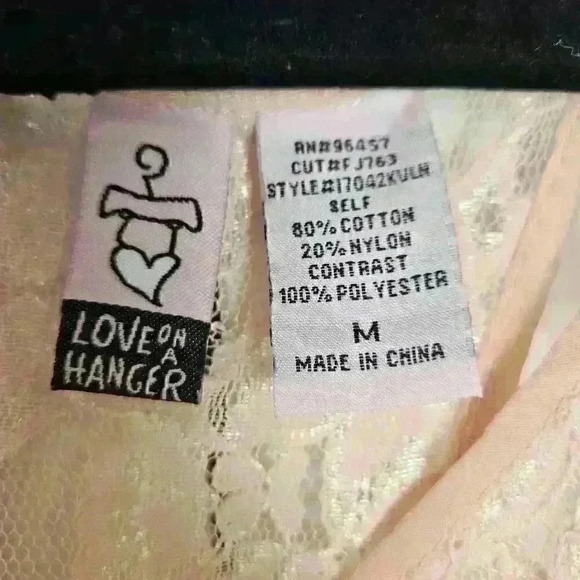 LOVE ON
A
HANGER
RN#96457
CUT#FJ763
STYLE#17042KVLN
SELF
80% COTTON
20% NYLON
CONTRAST
100% POLYESTER
M
MADE IN CHINA